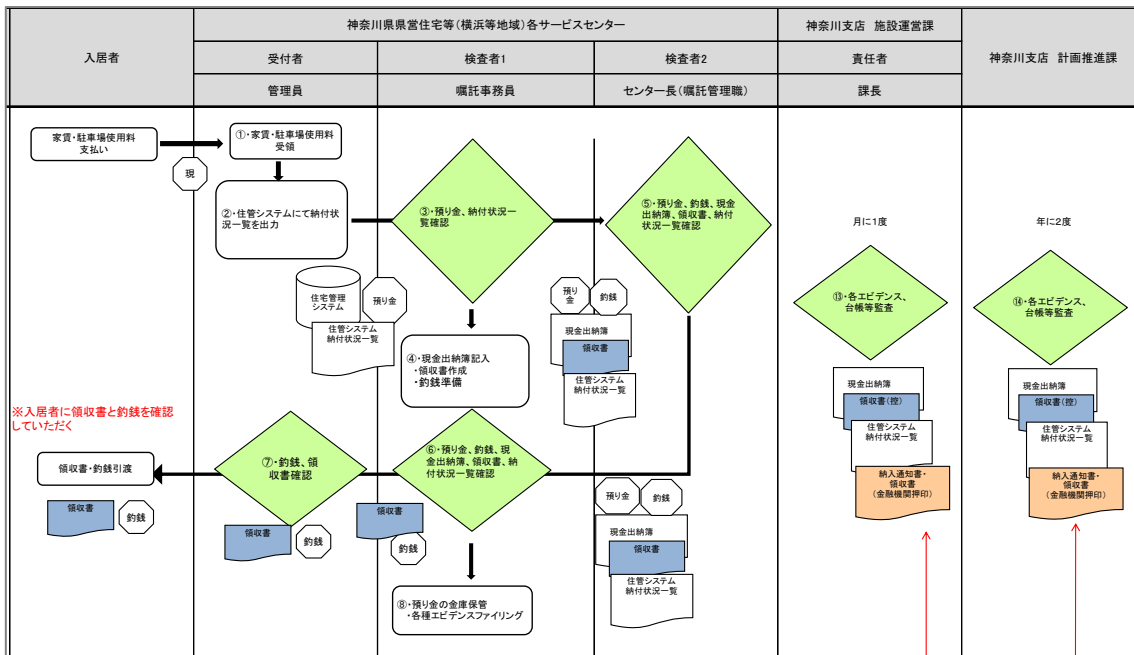 入居者
神奈川県県営住宅等(横浜等地域)各サービスセンター
神奈川支店 施設運営課
神奈川支店 計画推進課
受付者
検査者1
検査者2
責任者
管理員
嘱託事務員
センター長(嘱託管理職)
課長
家賃・駐車場使用料
支払い
現
①・家賃・駐車場使用料
受領
②・住管システムにて納付状
況一覧を出力
③・預り金、納付状況一
覧確認
⑤・預り金、釣銭、現金
出納簿、領収書、納付
状況一覧確認
月に1度
年に2度
⑬・各エビデンス、
台帳等監査
⑭・各エビデンス、
台帳等監査
住宅管理
システム
預り金
住管システム
納付状況一覧
預り
金
釣銭
現金出納簿
領収書
住管システム
納付状況一覧
④・現金出納簿記入
・領収書作成
・釣銭準備
現金出納簿
領収書(控)
住管システム
納付状況一覧
納入通知書・
領収書
(金融機関押印)
現金出納簿
領収書(控)
住管システム
納付状況一覧
納入通知書・
領収書
(金融機関押印)
※入居者に領収書と釣銭を確認
していただく
領収書・釣銭引渡
⑦・釣銭、領
収書確認
⑥・預り金、釣銭、現
金出納簿、領収書、納
付状況一覧確認
領収書
釣銭
領収書
釣銭
領収書
釣銭
預り金
釣銭
現金出納簿
領収書
住管システム
納付状況一覧
⑧・預り金の金庫保管
・各種エビデンスファイリング